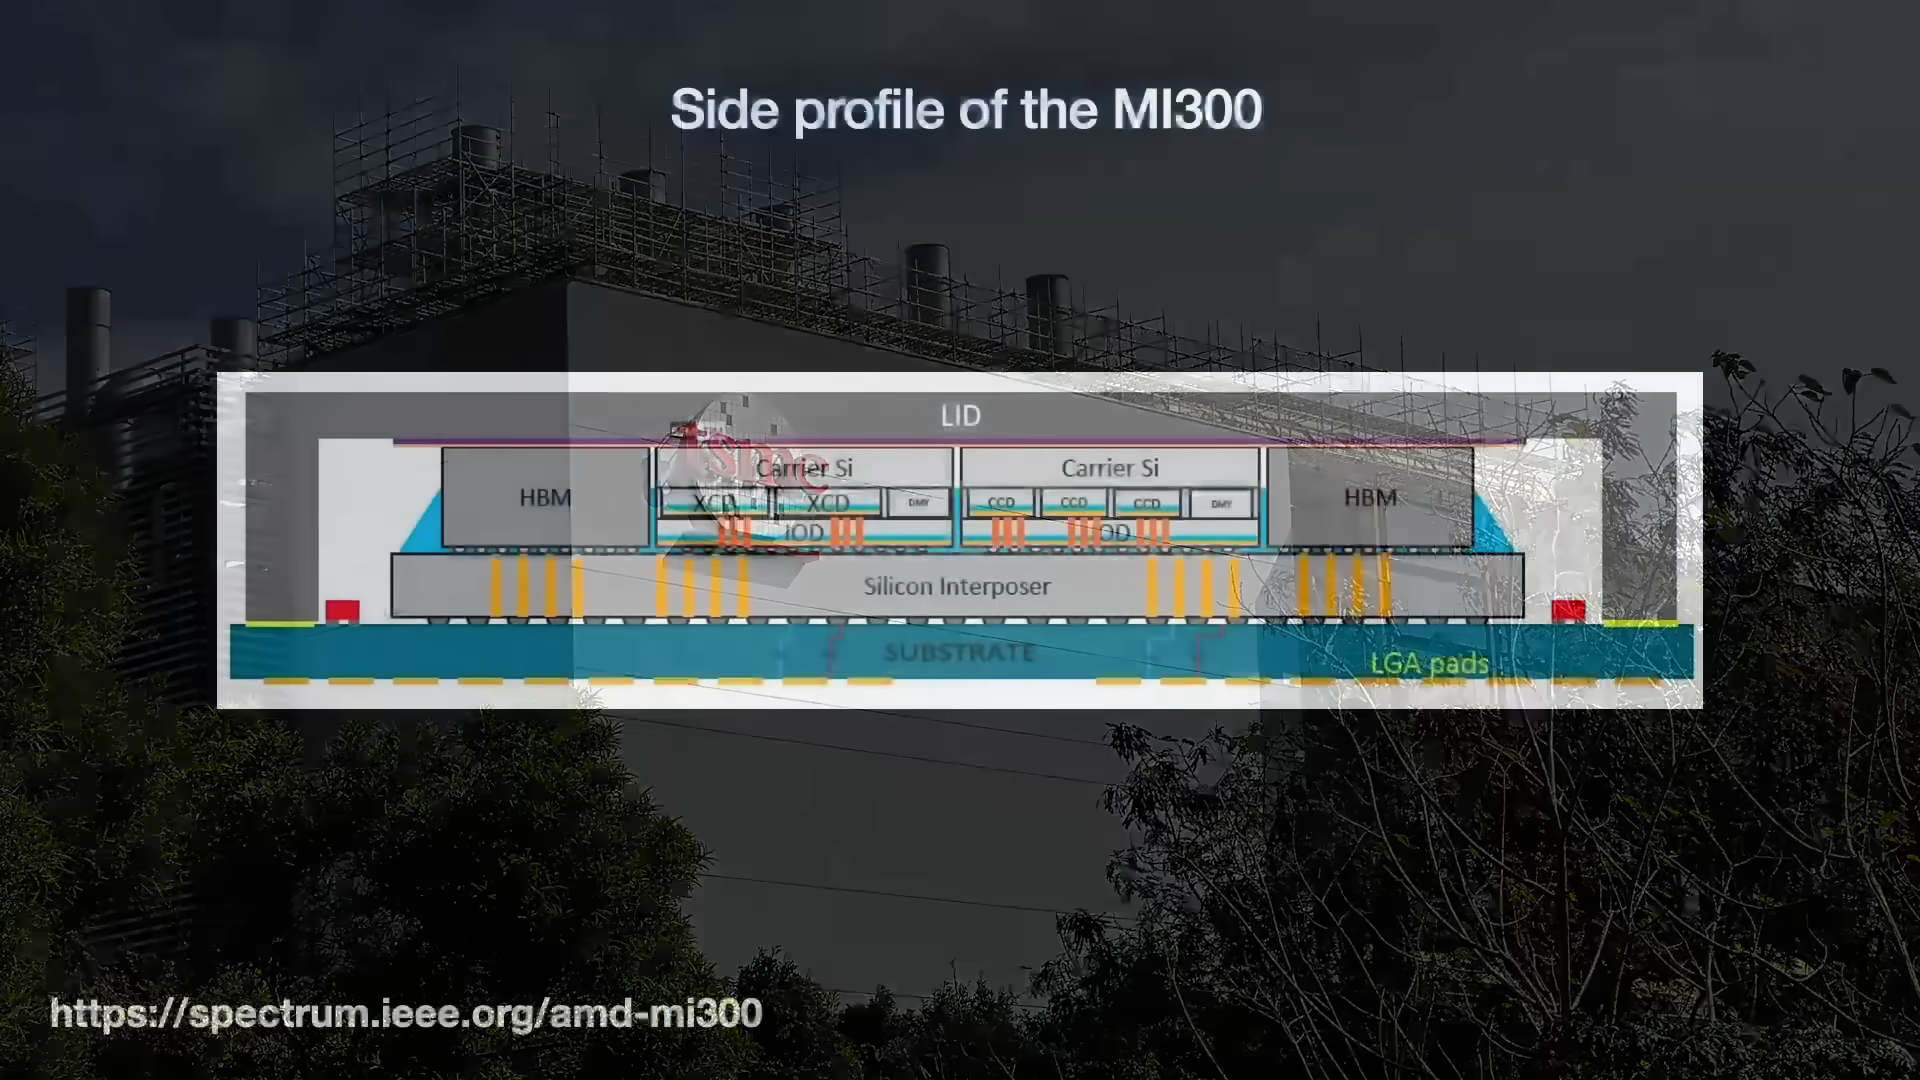 Side profile of the MI300
LID
tsmc
Carrier Si
Carrier Si
HBM
XCD
XCD
DMY
CCD
CCD
CCD
DMY
HBM
IOD
IOD
Silicon Interposer
SUBSTRATE
LGA pads
https://spectrum.ieee.org/amd-mi300